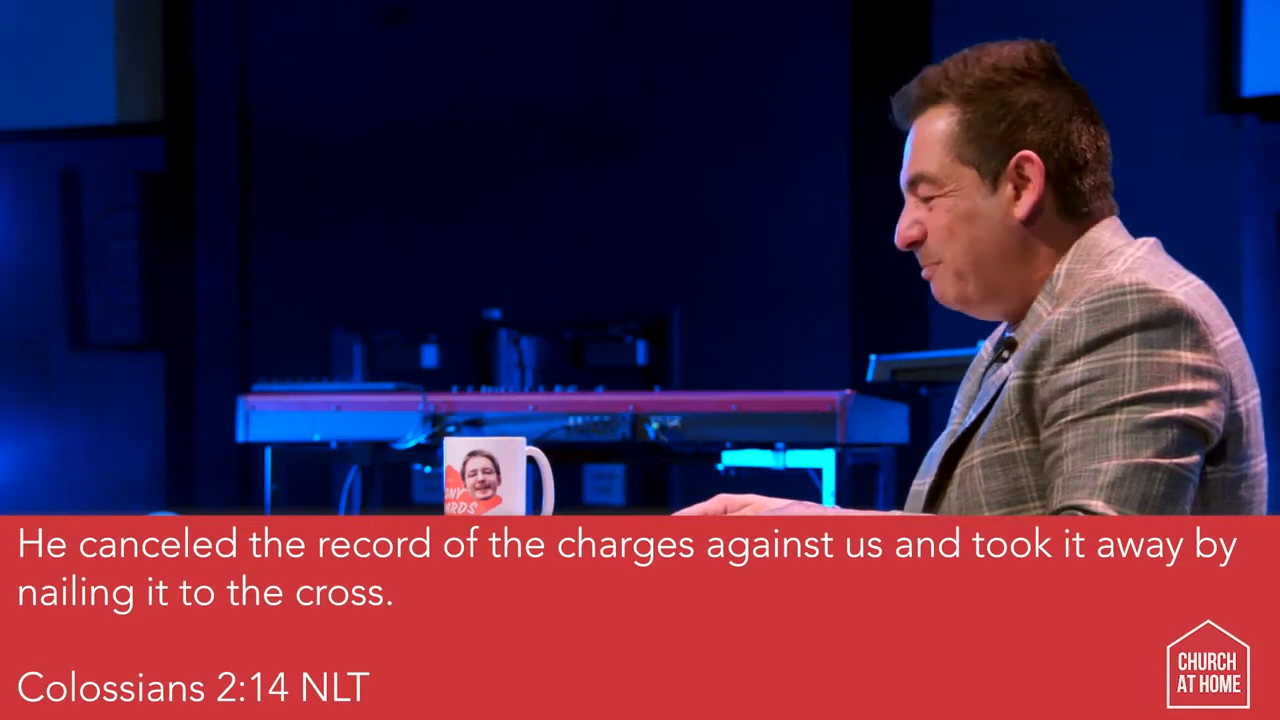 He canceled the record of the charges against us and took it away by
nailing it to the cross.
Colossians 2:14 NLT
CHURCH
AT HOME